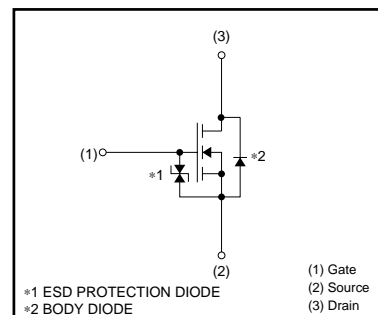 (3)
(1)
∗1
∗2
(2)
∗1 ESD PROTECTION DIODE
∗2 BODY DIODE
(1) Gate
(2) Source
(3) Drain